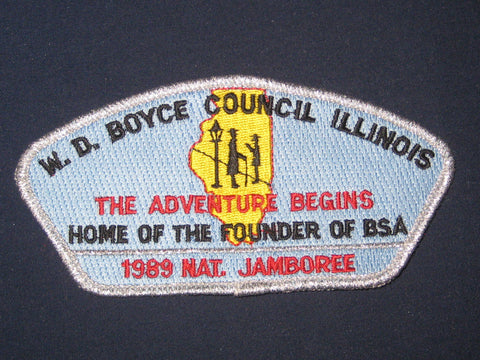 W. D. BOYCE COUNCIL ILLINOIS
THE ADVENTURE BEGINS
HOME OF THE FOUNDER OF BSA
1989 NAT. JAMBOREE